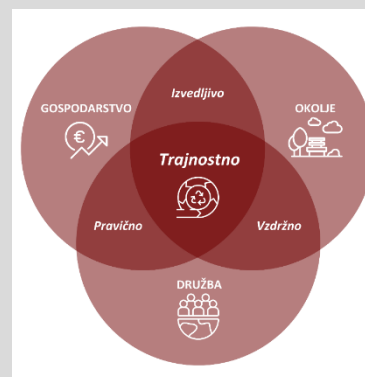 Izvedljivo
GOSPODARSTVO
OKOLJE
€
Trajnostno
Pravično
Vzdržno
DRUŽBA